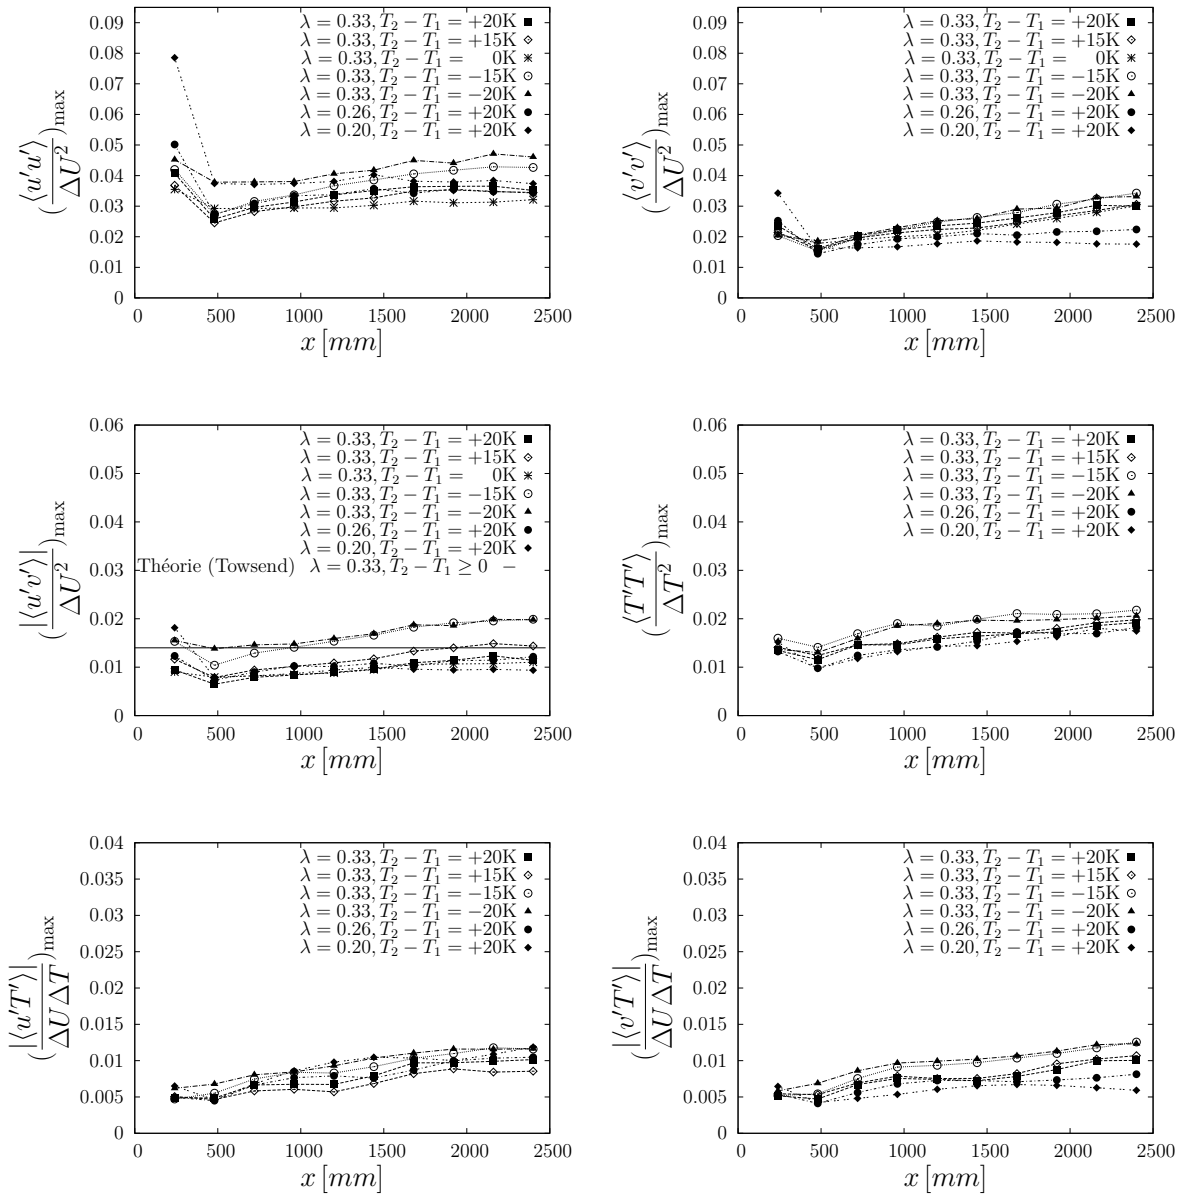 0.09
0.08
0.07
0.06
0.05
0.04
0.03
0.02
0.01
0
0 500 1000 1500 2000 2500
(⟨u′u′⟩/ΔU²)max
x [mm]
λ = 0.33, T₂ − T₁ = +20K
λ = 0.33, T₂ − T₁ = +15K
λ = 0.33, T₂ − T₁ = 0K
λ = 0.33, T₂ − T₁ = −15K
λ = 0.33, T₂ − T₁ = −20K
λ = 0.26, T₂ − T₁ = +20K
λ = 0.20, T₂ − T₁ = +20K
0.09
0.08
0.07
0.06
0.05
0.04
0.03
0.02
0.01
0
0 500 1000 1500 2000 2500
(⟨v′v′⟩/ΔU²)max
x [mm]
λ = 0.33, T₂ − T₁ = +20K
λ = 0.33, T₂ − T₁ = +15K
λ = 0.33, T₂ − T₁ = 0K
λ = 0.33, T₂ − T₁ = −15K
λ = 0.33, T₂ − T₁ = −20K
λ = 0.26, T₂ − T₁ = +20K
λ = 0.20, T₂ − T₁ = +20K
0.06
0.05
0.04
0.03
0.02
0.01
0
0 500 1000 1500 2000 2500
(|⟨u′v′⟩|/ΔU²)max
x [mm]
λ = 0.33, T₂ − T₁ = +20K
λ = 0.33, T₂ − T₁ = +15K
λ = 0.33, T₂ − T₁ = 0K
λ = 0.33, T₂ − T₁ = −15K
λ = 0.33, T₂ − T₁ = −20K
λ = 0.26, T₂ − T₁ = +20K
λ = 0.20, T₂ − T₁ = +20K
Théorie (Towsend) λ = 0.33, T₂ − T₁ ≥ 0
0.06
0.05
0.04
0.03
0.02
0.01
0
0 500 1000 1500 2000 2500
(⟨T′T′⟩/ΔT²)max
x [mm]
λ = 0.33, T₂ − T₁ = +20K
λ = 0.33, T₂ − T₁ = +15K
λ = 0.33, T₂ − T₁ = −15K
λ = 0.33, T₂ − T₁ = −20K
λ = 0.26, T₂ − T₁ = +20K
λ = 0.20, T₂ − T₁ = +20K
0.04
0.035
0.03
0.025
0.02
0.015
0.01
0.005
0
0 500 1000 1500 2000 2500
(|⟨u′T′⟩|/ΔU ΔT)max
x [mm]
λ = 0.33, T₂ − T₁ = +20K
λ = 0.33, T₂ − T₁ = +15K
λ = 0.33, T₂ − T₁ = −15K
λ = 0.33, T₂ − T₁ = −20K
λ = 0.26, T₂ − T₁ = +20K
λ = 0.20, T₂ − T₁ = +20K
0.04
0.035
0.03
0.025
0.02
0.015
0.01
0.005
0
0 500 1000 1500 2000 2500
(|⟨v′T′⟩|/ΔU ΔT)max
x [mm]
λ = 0.33, T₂ − T₁ = +20K
λ = 0.33, T₂ − T₁ = +15K
λ = 0.33, T₂ − T₁ = −15K
λ = 0.33, T₂ − T₁ = −20K
λ = 0.26, T₂ − T₁ = +20K
λ = 0.20, T₂ − T₁ = +20K